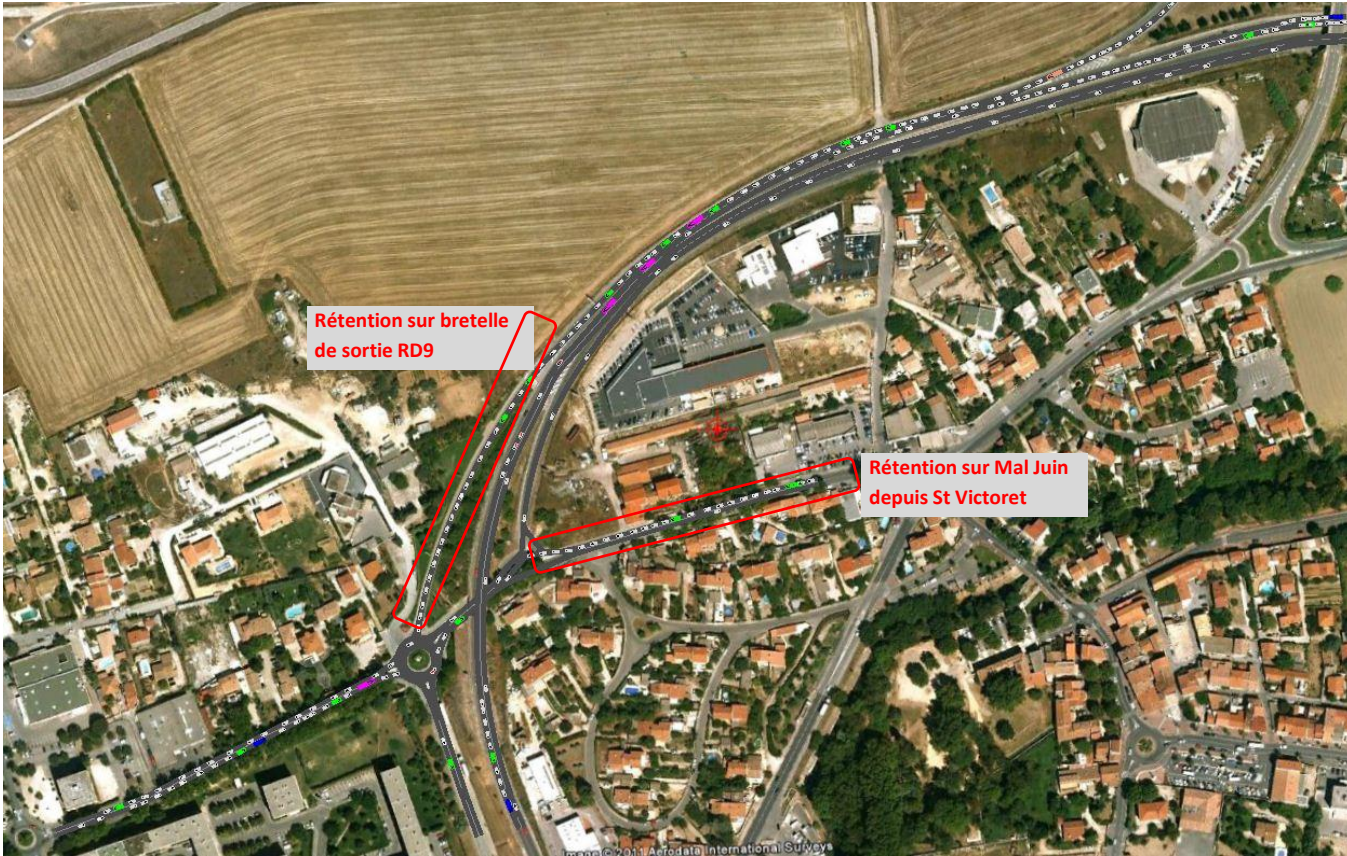 Rétention sur bretelle
de sortie RD9
Rétention sur Mal Juin
depuis St Victoret
Image © 2011 Aerodata International Surveys